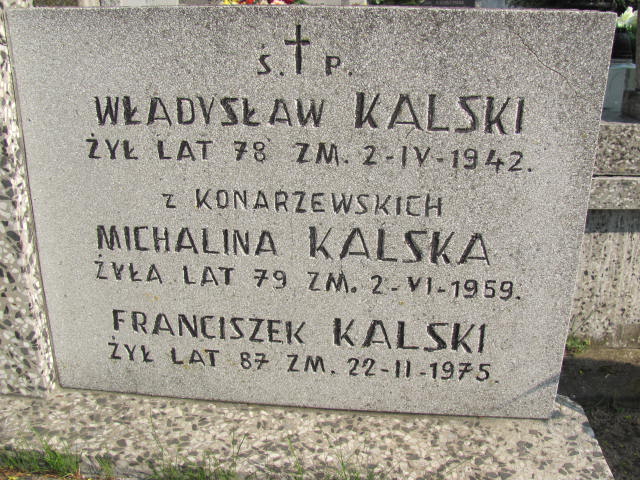 Ś. † P.
WŁADYSŁAW KALSKI
ŻYŁ LAT 78 ZM. 2-IV-1942.
Z KONARZEWSKICH
MICHALINA KALSKA
ŻYŁA LAT 79 ZM. 2-VI-1959.
FRANCISZEK KALSKI
ŻYŁ LAT 87 ZM. 22-II-1975.